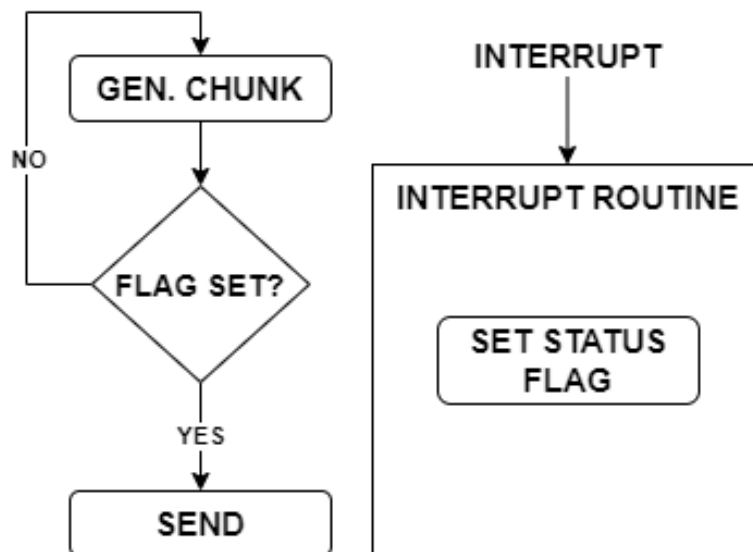 GEN. CHUNK
NO
FLAG SET?
YES
SEND
INTERRUPT
INTERRUPT ROUTINE
SET STATUS
FLAG